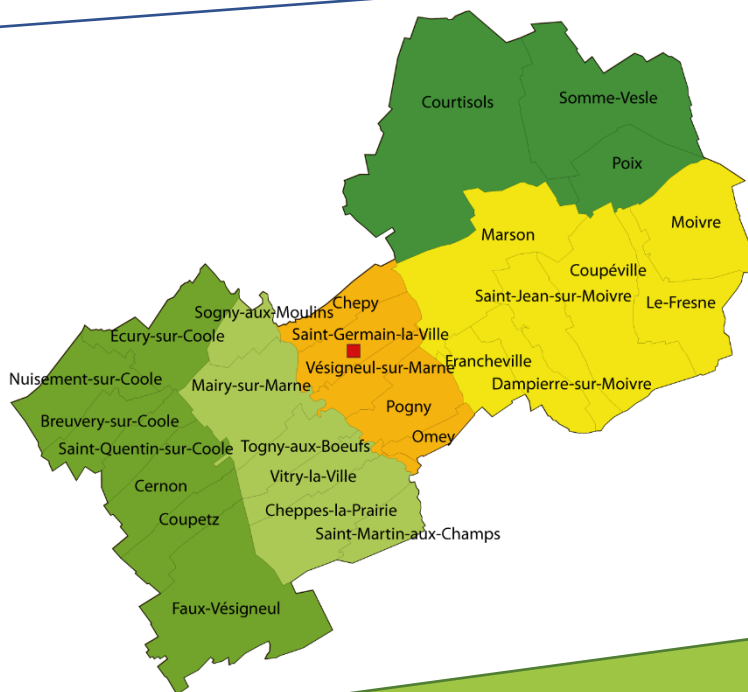 Courtisols
Somme-Vesle
Poix
Moivre
Marson
Coupéville
Saint-Jean-sur-Moivre
Le-Fresne
Chepy
Sogny-aux-Moulins
Saint-Germain-la-Ville
Ecury-sur-Coole
Francheville
Vésigneul-sur-Marne
Nuisement-sur-Coole
Mairy-sur-Marne
Dampierre-sur-Moivre
Pogny
Breuvery-sur-Coole
Omey
Saint-Quentin-sur-Coole
Togny-aux-Boeufs
Vitry-la-Ville
Cernon
Cheppes-la-Prairie
Coupetz
Saint-Martin-aux-Champs
Faux-Vésigneul